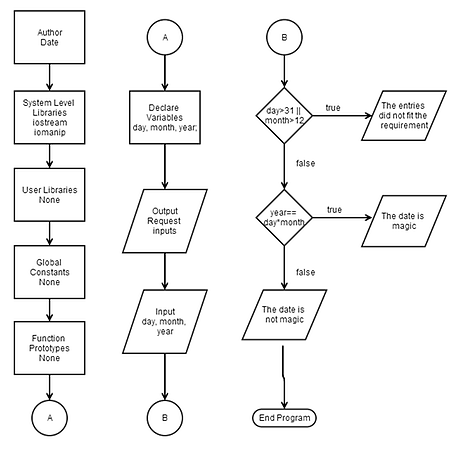 Author
Date
System Level
Libraries
iostream
iomanip
User Libraries
None
Global
Constants
None
Function
Prototypes
None
A
A
Declare
Variables
day, month, year;
Output
Request
inputs
Input
day, month,
year
B
B
day>31 ||
month>12
true
The entries
did not fit the
requirement
false
year==
day*month
true
The date is
magic
false
The date is
not magic
End Program